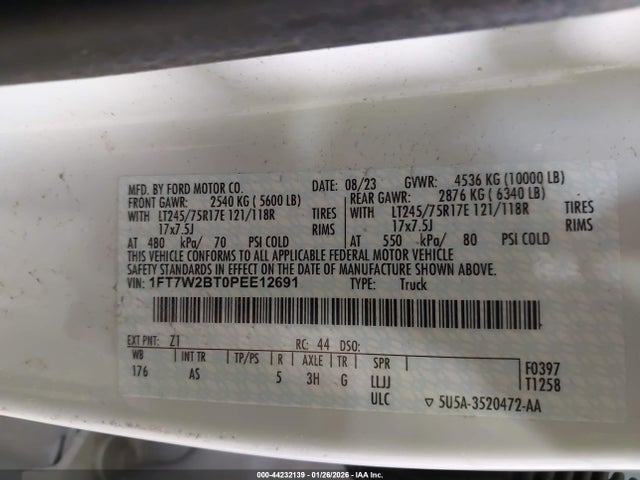 MFD. BY FORD MOTOR CO. DATE: 08/23 GVWR: 4536 KG (10000 LB)
FRONT GAWR: 2540 KG ( 5600 LB) REAR GAWR: 2876 KG ( 6340 LB)
WITH LT245/75R17E 121/118R TIRES WITH LT245/75R17E 121/118R TIRES
17x7.5J RIMS 17x7.5J RIMS
AT 480 kPa/ 70 PSI COLD AT 550 kPa/ 80 PSI COLD
THIS VEHICLE CONFORMS TO ALL APPLICABLE FEDERAL MOTOR VEHICLE
SAFETY STANDARDS IN EFFECT ON THE DATE OF MANUFACTURE SHOWN ABOVE.
VIN: 1FT7W2BT0PEE12691 TYPE: Truck
EXT PNT: Z1 RC: 44 DSO:
WB INT TR TP/PS R AXLE TR SPR F0397
176 AS 5 3H G LLJJ T1258
ULC ▽ 5U5A-3520472-AA
000-44232139 | 01/26/2026 | IAA Inc.